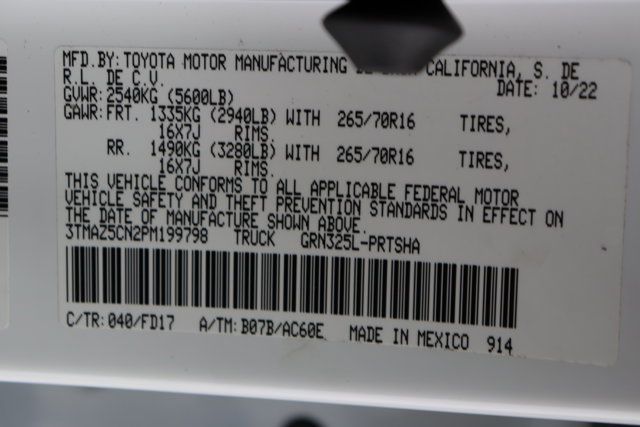 MFD.BY: TOYOTA MOTOR MANUFACTURING CALIFORNIA, S. DE
R.L. DE C.V. DATE: 10/22
GVWR: 2540KG (5600LB)
GAWR: FRT. 1335KG (2940LB) WITH 265/70R16 TIRES,
16X7J RIMS.
RR. 1490KG (3280LB) WITH 265/70R16 TIRES,
16X7J RIMS.
THIS VEHICLE CONFORMS TO ALL APPLICABLE FEDERAL MOTOR
VEHICLE SAFETY AND THEFT PREVENTION STANDARDS IN EFFECT ON
THE DATE OF MANUFACTURE SHOWN ABOVE.
3TMAZ5CN2PM199798 TRUCK GRN325L-PRTSHA
C/TR: 040/FD17 A/TM: B07B/AC60E MADE IN MEXICO 914